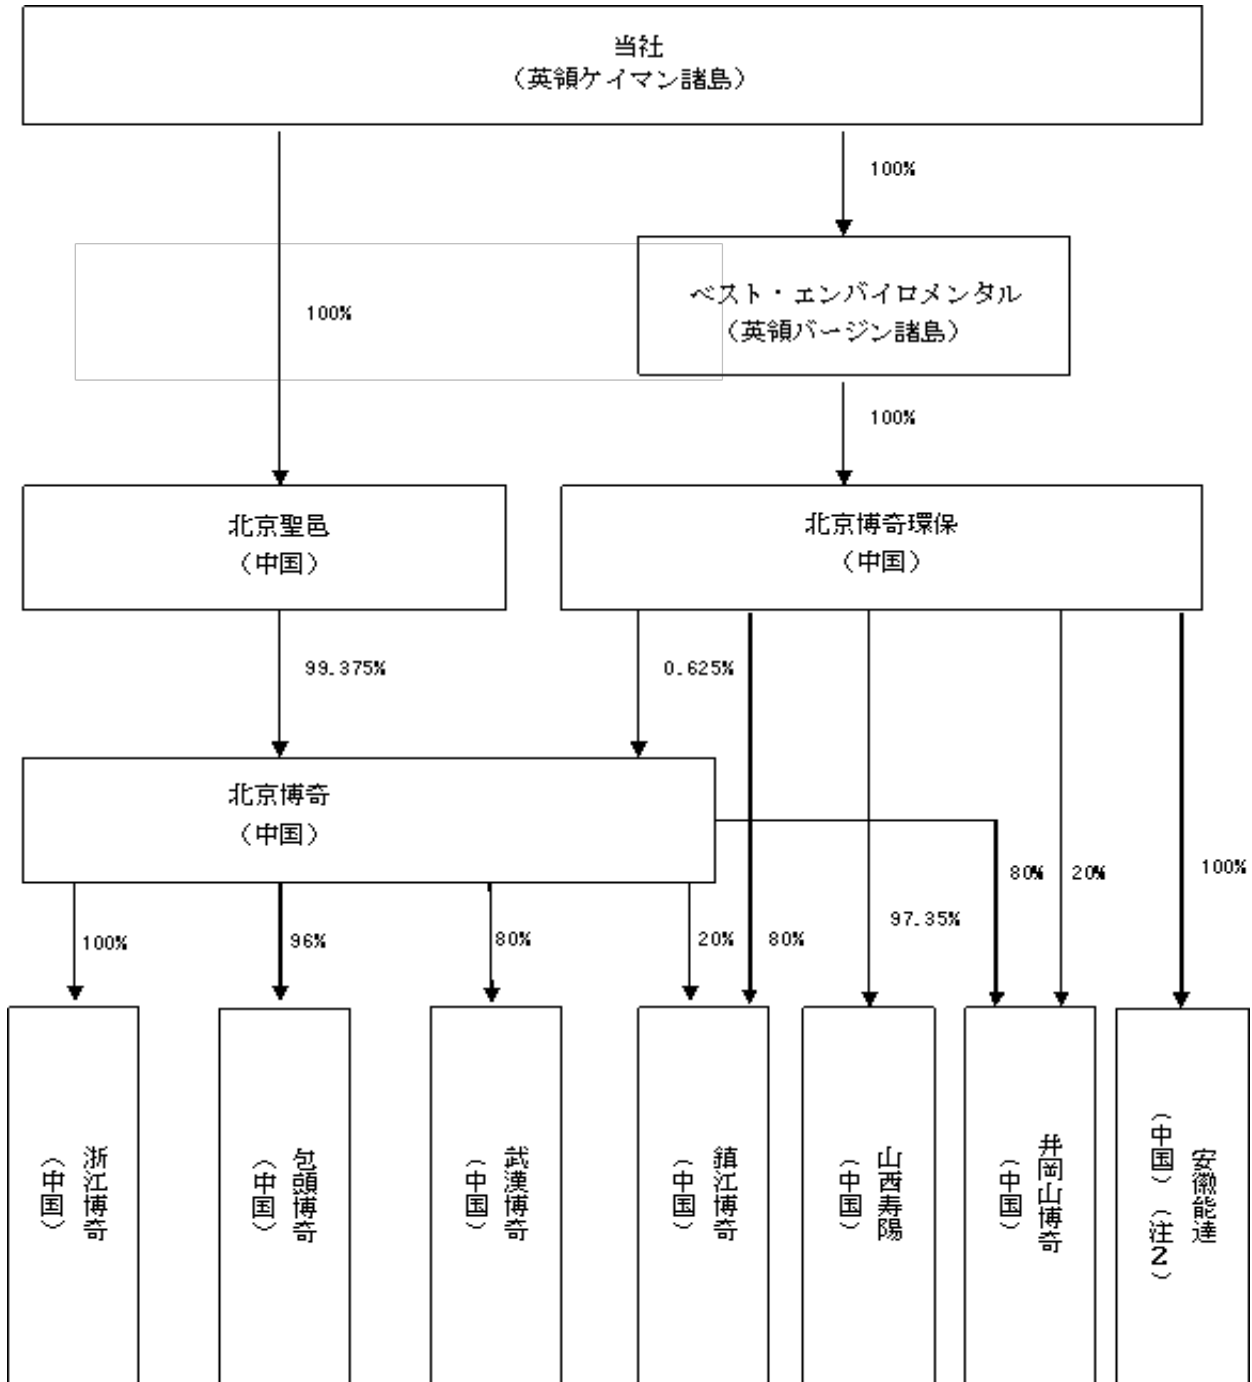 当社
（英領ケイマン諸島）
100%
100%
ベスト・エンバイロメンタル
（英領バージン諸島）
100%
北京聖邑
（中国）
北京博奇環保
（中国）
99.375%
0.625%
北京博奇
（中国）
100%
96%
80%
20%
80%
97.35%
80%
20%
100%
浙江博奇
（中国）
包頭博奇
（中国）
武漢博奇
（中国）
鎮江博奇
（中国）
山西寿陽
（中国）
井岡山博奇
（中国）
安徽能達
（中国）（注２）